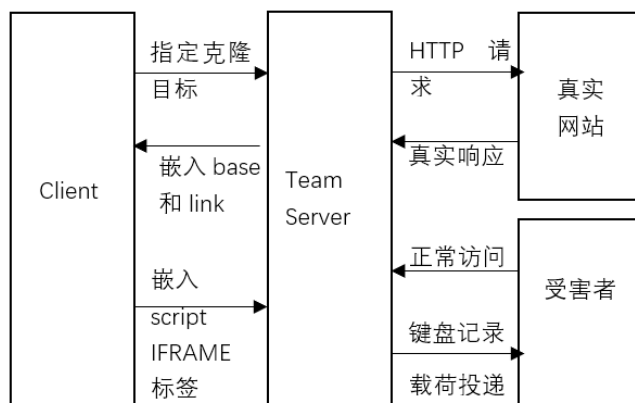 Client
指定克隆
目标
嵌入 base
和 link
嵌入
script
IFRAME
标签
Team
Server
HTTP 请
求
真实响应
正常访问
键盘记录
载荷投递
真实
网站
受害者